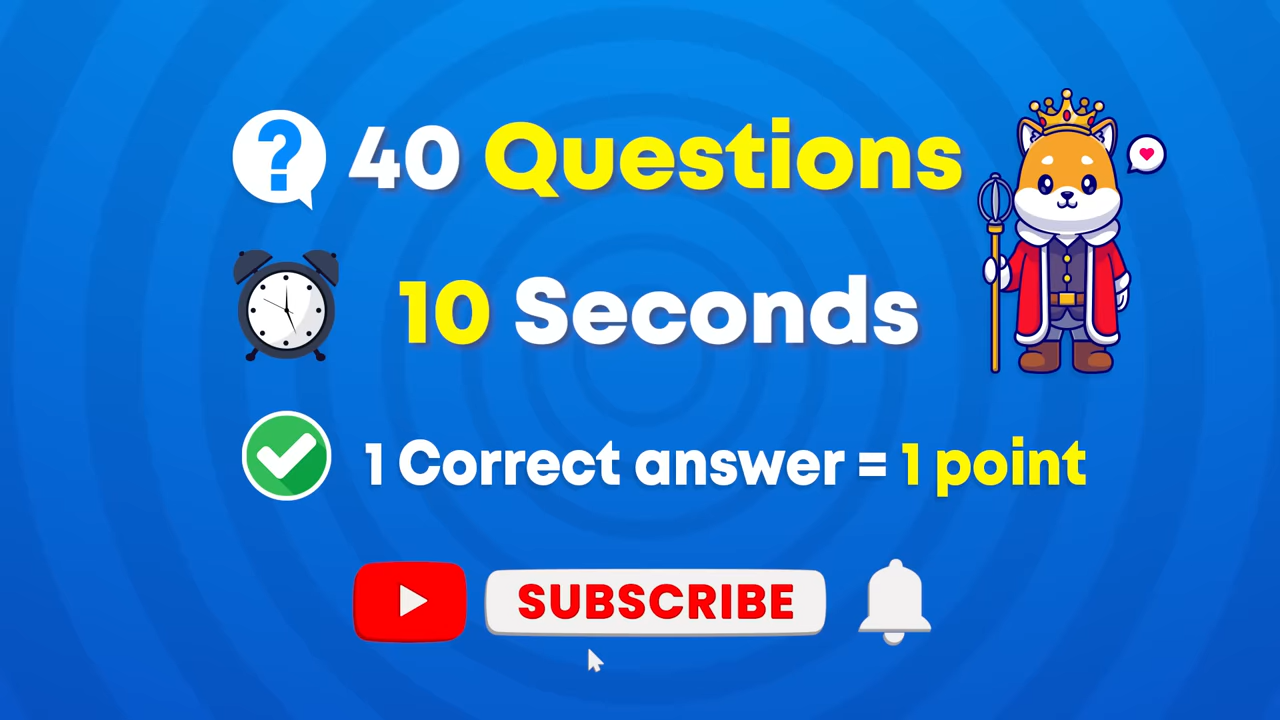 ? 40 Questions
10 Seconds
1 Correct answer = 1 point
SUBSCRIBE